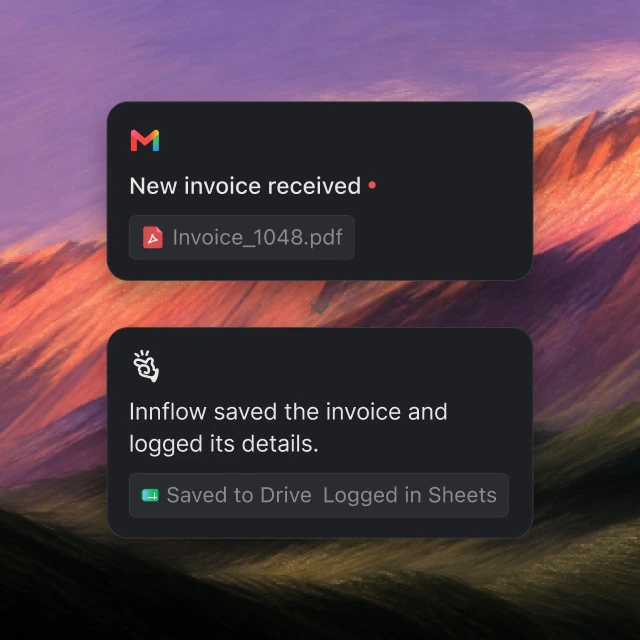 New invoice received
Invoice_1048.pdf
Innflow saved the invoice and
logged its details.
Saved to Drive Logged in Sheets